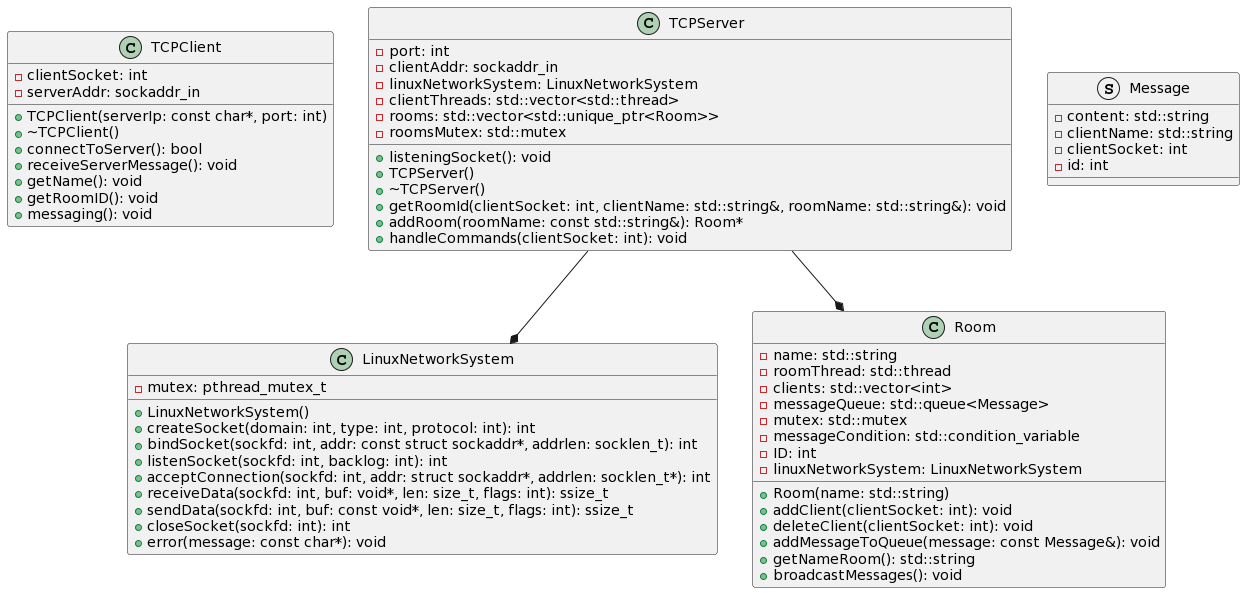 C TCPClient
clientSocket: int
serverAddr: sockaddr_in
TCPClient(serverIp: const char*, port: int)
~TCPClient()
connectToServer(): bool
receiveServerMessage(): void
getName(): void
getRoomID(): void
messaging(): void
C TCPServer
port: int
clientAddr: sockaddr_in
linuxNetworkSystem: LinuxNetworkSystem
clientThreads: std::vector<std::thread>
rooms: std::vector<std::unique_ptr<Room>>
roomsMutex: std::mutex
listeningSocket(): void
TCPServer()
~TCPServer()
getRoomId(clientSocket: int, clientName: std::string&, roomName: std::string&): void
addRoom(roomName: const std::string&): Room*
handleCommands(clientSocket: int): void
S Message
content: std::string
clientName: std::string
clientSocket: int
id: int
C LinuxNetworkSystem
mutex: pthread_mutex_t
LinuxNetworkSystem()
createSocket(domain: int, type: int, protocol: int): int
bindSocket(sockfd: int, addr: const struct sockaddr*, addrlen: socklen_t): int
listenSocket(sockfd: int, backlog: int): int
acceptConnection(sockfd: int, addr: struct sockaddr*, addrlen: socklen_t*): int
receiveData(sockfd: int, buf: void*, len: size_t, flags: int): ssize_t
sendData(sockfd: int, buf: const void*, len: size_t, flags: int): ssize_t
closeSocket(sockfd: int): int
error(message: const char*): void
C Room
name: std::string
roomThread: std::thread
clients: std::vector<int>
messageQueue: std::queue<Message>
mutex: std::mutex
messageCondition: std::condition_variable
ID: int
linuxNetworkSystem: LinuxNetworkSystem
Room(name: std::string)
addClient(clientSocket: int): void
deleteClient(clientSocket: int): void
addMessageToQueue(message: const Message&): void
getNameRoom(): std::string
broadcastMessages(): void